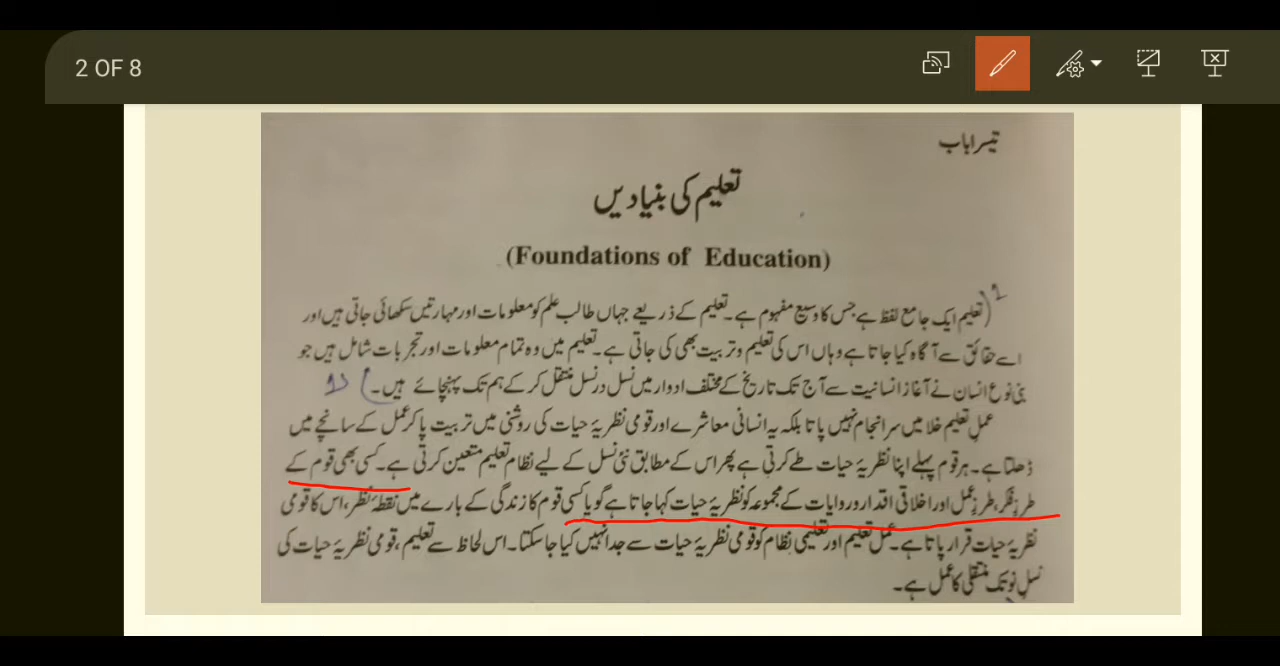 2 OF 8
تیسرا باب
تعلیم کی بنیادیں
(Foundations of Education)
تعلیم ایک جامع لفظ ہے جس کا وسیع مفہوم ہے۔ تعلیم کے ذریعے جہاں طالب علم کو معلومات اور مہارتیں سکھائی جاتی ہیں اور
اسے حقائق سے آگاہ کیا جاتا ہے وہاں اس کی تعلیم و تربیت بھی کی جاتی ہے۔ تعلیم میں وہ تمام معلومات اور تجربات شامل ہیں جو
بنی نوع انسان نے آغاز انسانیت سے آج تک تاریخ کے مختلف ادوار میں نسل در نسل منتقل کر کے ہم تک پہنچائے ہیں۔
عملِ تعلیم خلا میں سر انجام نہیں پاتا بلکہ یہ انسانی معاشرے اور قومی نظریۂ حیات کی روشنی میں تربیت پا کر عمل کے سانچے میں
ڈھلتا ہے۔ ہر قوم پہلے اپنا نظریۂ حیات طے کرتی ہے پھر اس کے مطابق نئی نسل کے لیے نظام تعلیم متعین کرتی ہے۔ کسی بھی قوم کے
طرزِ فکر، طرزِ عمل اور اخلاقی اقدار و روایات کے مجموعہ کو نظریۂ حیات کہا جاتا ہے گویا کسی قوم کا زندگی کے بارے میں نقطۂ نظر، اس کا قومی
نظریۂ حیات قرار پاتا ہے۔ عمل تعلیم اور تعلیمی نظام کو قومی نظریۂ حیات سے جدا نہیں کیا جا سکتا۔ اس لحاظ سے تعلیم، قومی نظریۂ حیات کی
نسلِ نو تک منتقلی کا عمل ہے۔